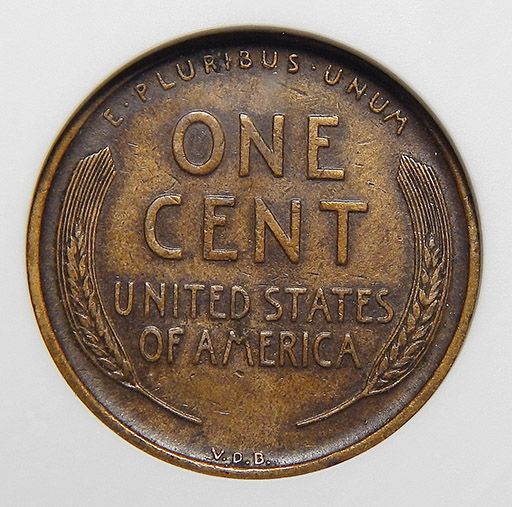 E·PLURIBUS·UNUM
ONE
CENT
UNITED STATES
OF AMERICA
V.D.B.